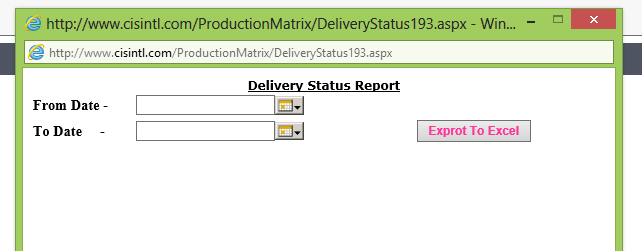 http://www.cisintl.com/ProductionMatrix/DeliveryStatus193.aspx - Win...
http://www.cisintl.com/ProductionMatrix/DeliveryStatus193.aspx
Delivery Status Report
From Date -
To Date -
Exprot To Excel